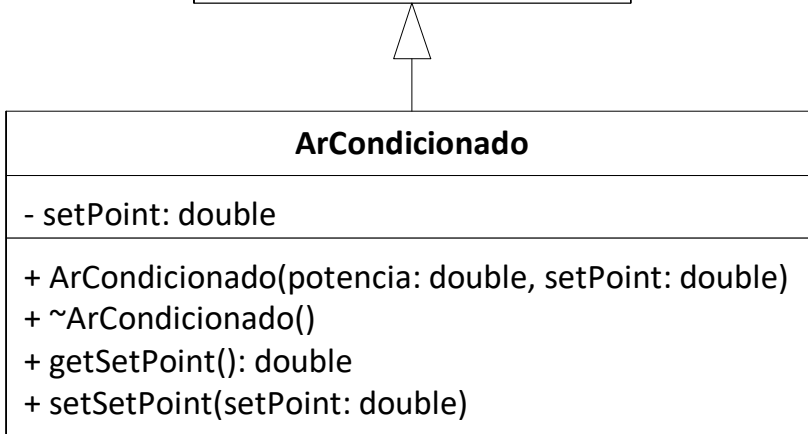 ArCondicionado
- setPoint: double
+ ArCondicionado(potencia: double, setPoint: double)
+ ~ArCondicionado()
+ getSetPoint(): double
+ setSetPoint(setPoint: double)